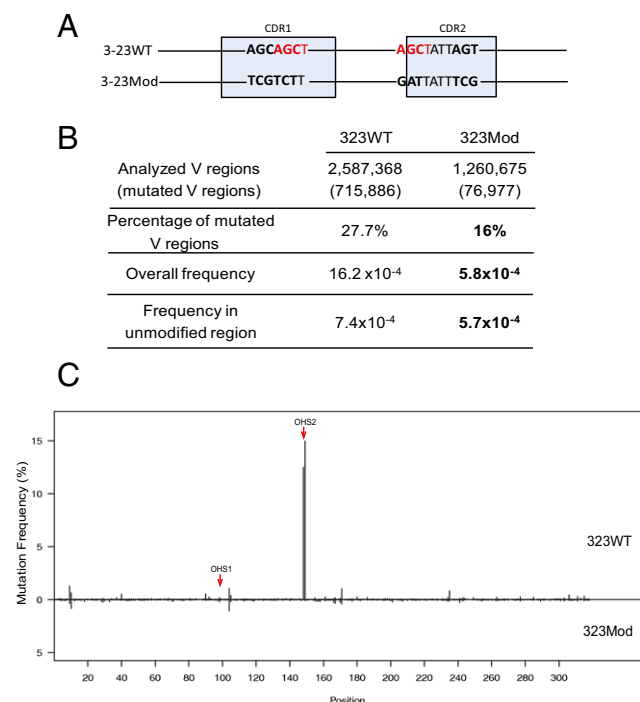 A
CDR1
CDR2
3-23WT
AGCAGCT
AGCTATTAGT
3-23Mod
TCGTCTT
GATTATTTCG
B
323WT
323Mod
Analyzed V regions
(mutated V regions)
2,587,368
(715,886)
1,260,675
(76,977)
Percentage of mutated
V regions
27.7%
16%
Overall frequency
16.2 x10-4
5.8x10-4
Frequency in
unmodified region
7.4x10-4
5.7x10-4
C
Mutation Frequency (%)
15
10
5
0
5
OHS1
OHS2
323WT
323Mod
20 40 60 80 100 120 140 160 180 200 220 240 260 280 300
Position